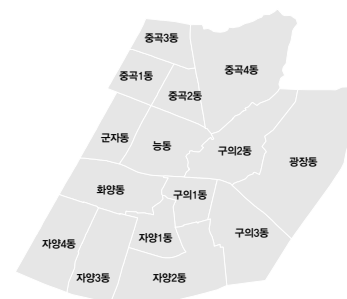 중곡3동
중곡4동
중곡1동
중곡2동
군자동
능동
구의2동
광장동
화양동
구의1동
자양4동
자양1동
구의3동
자양3동
자양2동